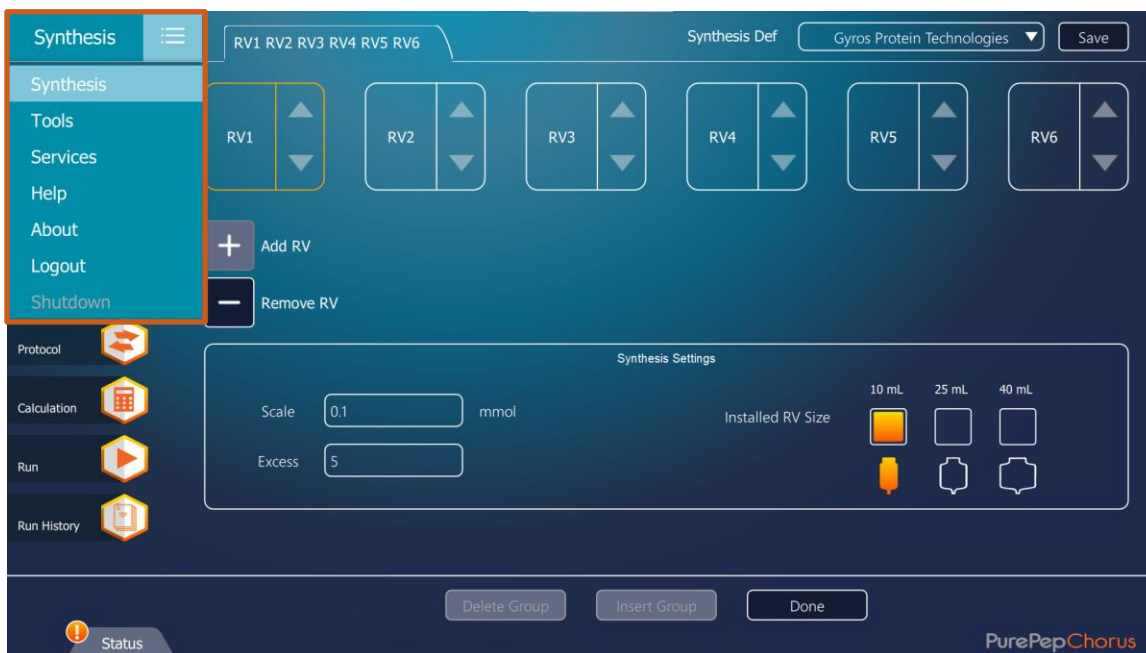 Synthesis
Synthesis
Tools
Services
Help
About
Logout
Shutdown
RV1 RV2 RV3 RV4 RV5 RV6
Synthesis Def
Gyros Protein Technologies
Save
RV1
RV2
RV3
RV4
RV5
RV6
Add RV
Remove RV
Protocol
Calculation
Run
Run History
Synthesis Settings
Scale 0.1 mmol
Excess 5
Installed RV Size
10 mL 25 mL 40 mL
Delete Group
Insert Group
Done
Status
PurePepChorus